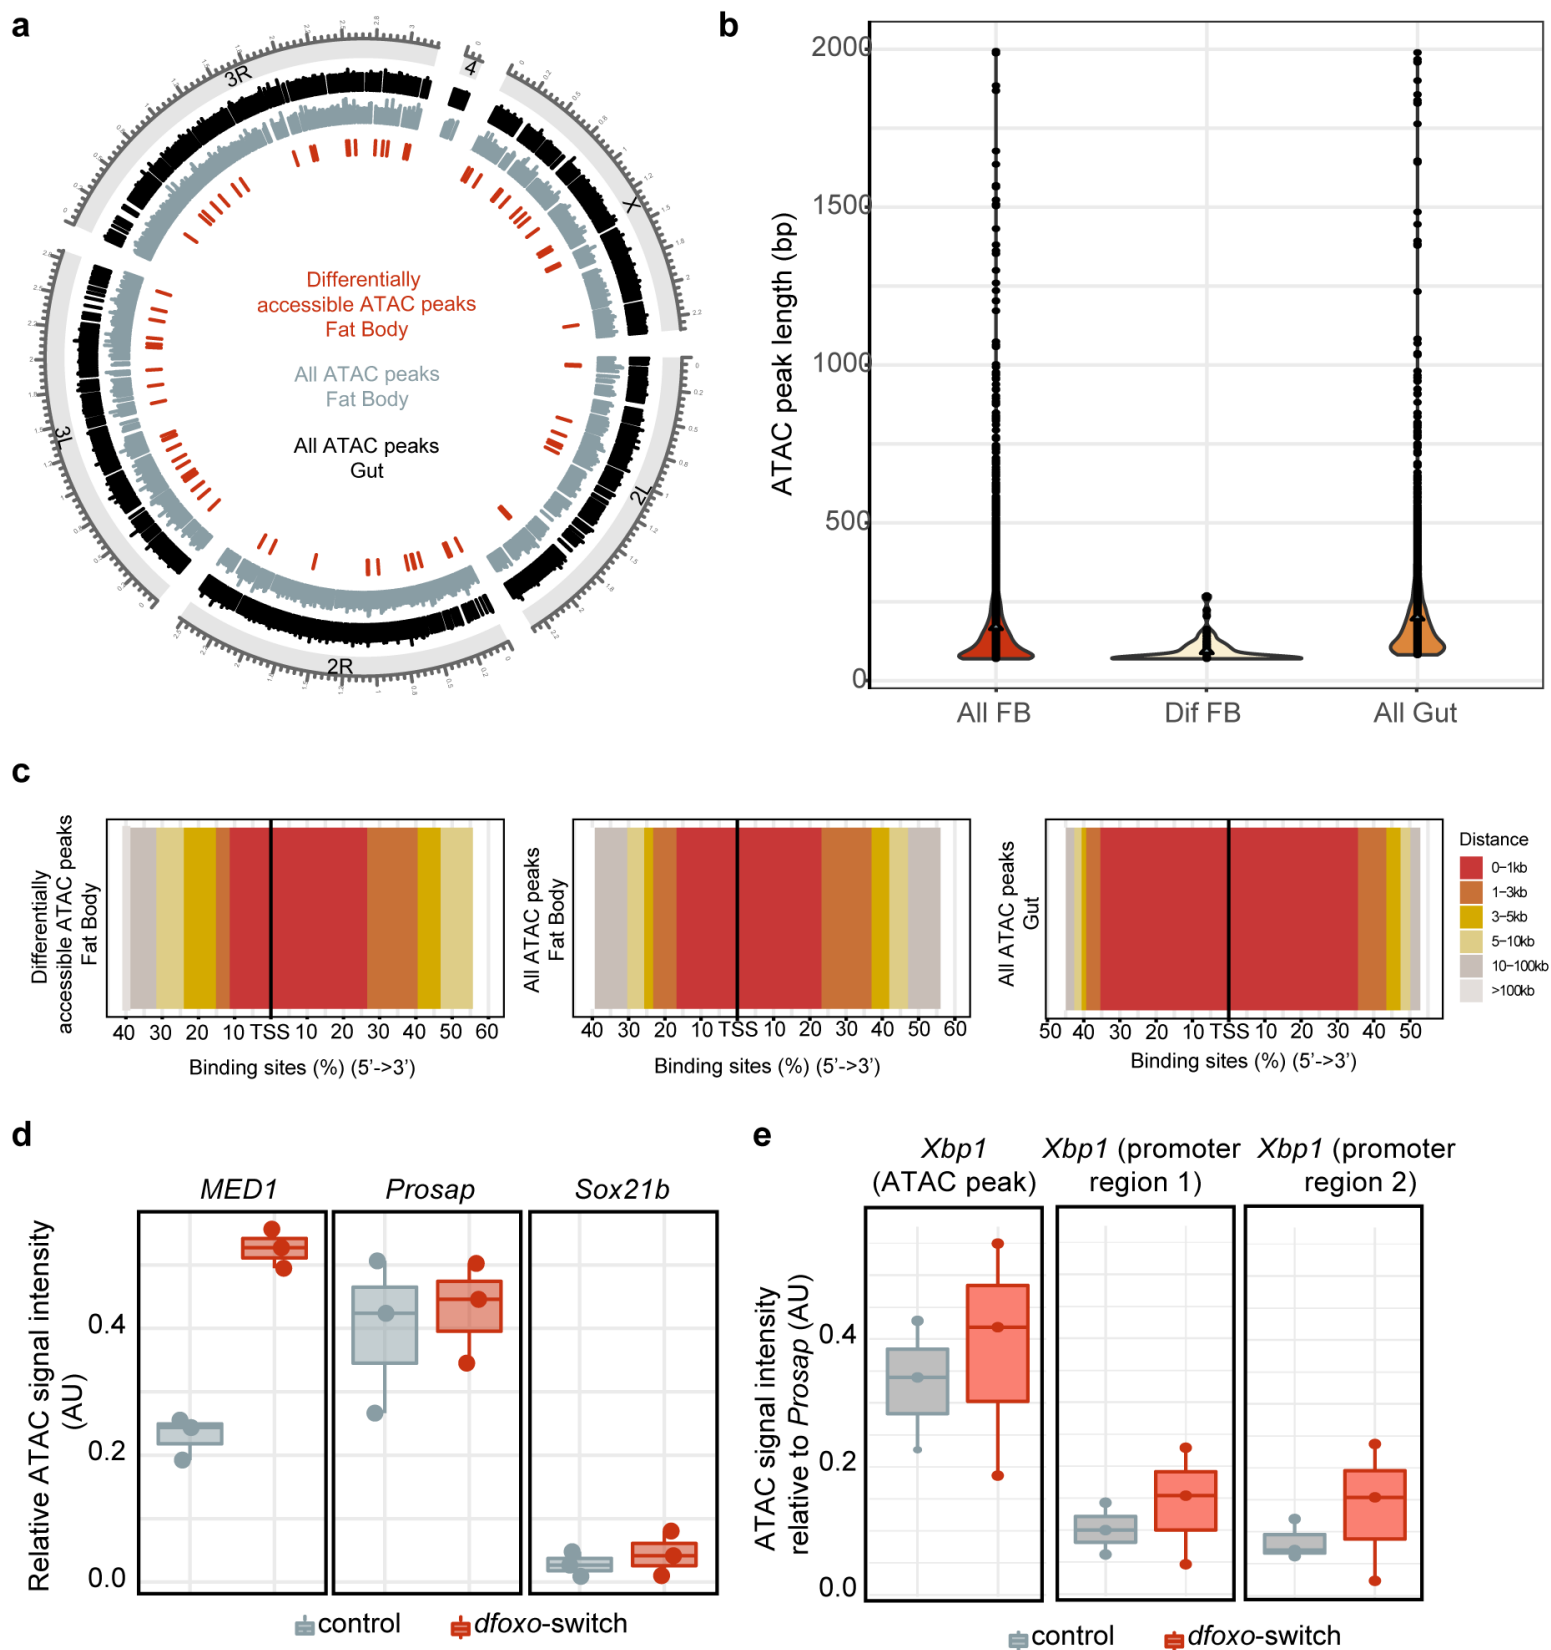 a
3R
4
X
2L
2R
3L
Differentially
accessible ATAC peaks
Fat Body
All ATAC peaks
Fat Body
All ATAC peaks
Gut
b
ATAC peak length (bp)
2000
1500
1000
500
0
All FB
Dif FB
All Gut
c
Differentially
accessible ATAC peaks
Fat Body
40 30 20 10 TSS 10 20 30 40 50 60
Binding sites (%) (5'->3')
All ATAC peaks
Fat Body
40 30 20 10 TSS 10 20 30 40 50 60
Binding sites (%) (5'->3')
All ATAC peaks
Gut
50 40 30 20 10 TSS 10 20 30 40 50
Binding sites (%) (5'->3')
Distance
0-1kb
1-3kb
3-5kb
5-10kb
10-100kb
>100kb
d
MED1
Prosap
Sox21b
Relative ATAC signal intensity
(AU)
0.4
0.2
0.0
control
dfoxo-switch
e
Xbp1
(ATAC peak)
Xbp1 (promoter
region 1)
Xbp1 (promoter
region 2)
ATAC signal intensity
relative to Prosap (AU)
0.4
0.2
0.0
control
dfoxo-switch